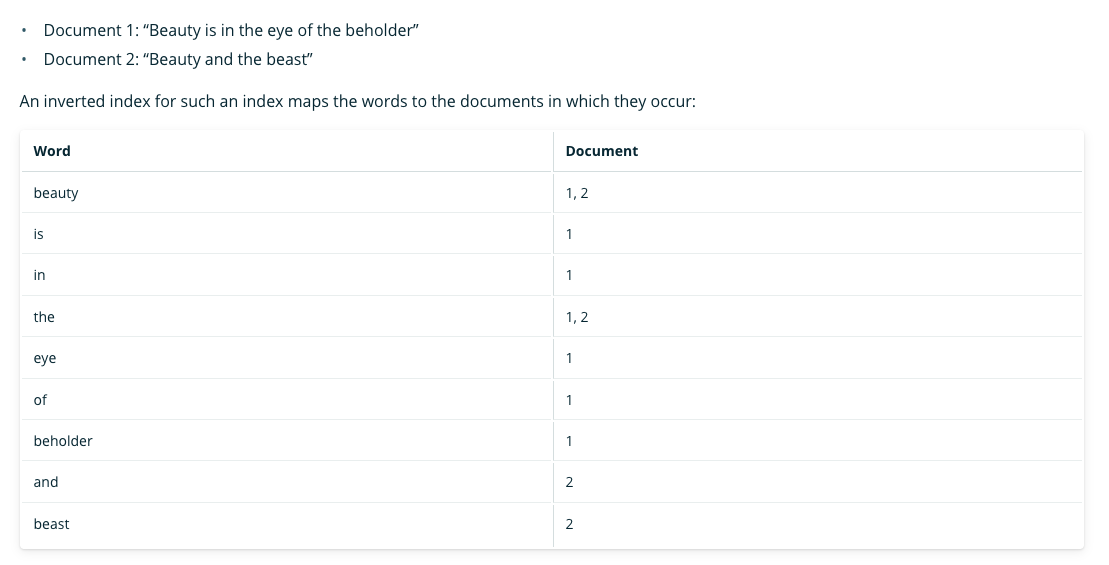 • Document 1: “Beauty is in the eye of the beholder”
• Document 2: “Beauty and the beast”
An inverted index for such an index maps the words to the documents in which they occur:
Word Document
beauty 1, 2
is 1
in 1
the 1, 2
eye 1
of 1
beholder 1
and 2
beast 2